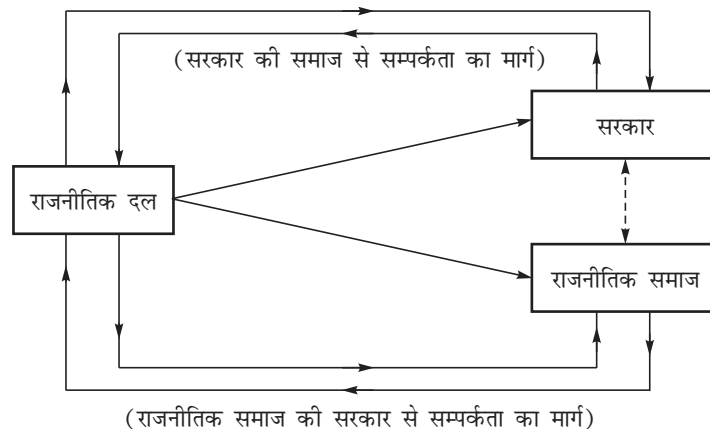 (सरकार की समाज से सम्पर्कता का मार्ग)
सरकार
राजनीतिक दल
राजनीतिक समाज
(राजनीतिक समाज की सरकार से सम्पर्कता का मार्ग)